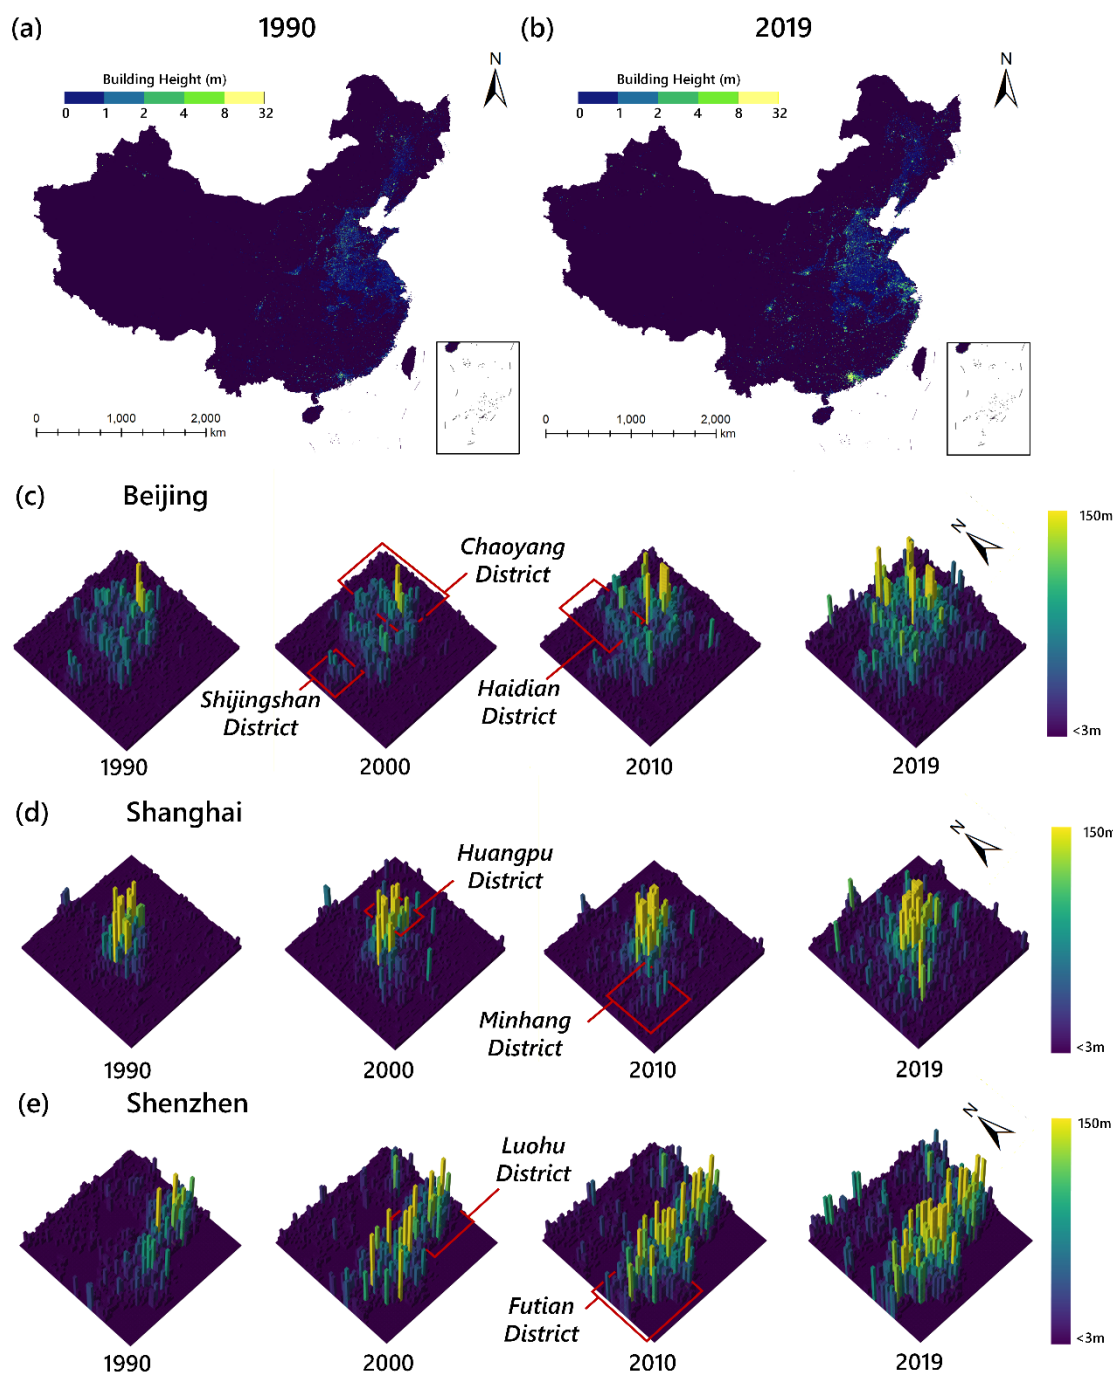 (a) 1990 (b) 2019
N N
Building Height (m) Building Height (m)
0 1 2 4 8 32 0 1 2 4 8 32
0 1,000 2,000 km 0 1,000 2,000 km
(c) Beijing
150m
N
Chaoyang
District
Shijingshan
District
Haidian
District
<3m
1990 2000 2010 2019
(d) Shanghai
150m
N
Huangpu
District
Minhang
District
<3m
1990 2000 2010 2019
(e) Shenzhen
150m
N
Luohu
District
Futian
District
<3m
1990 2000 2010 2019